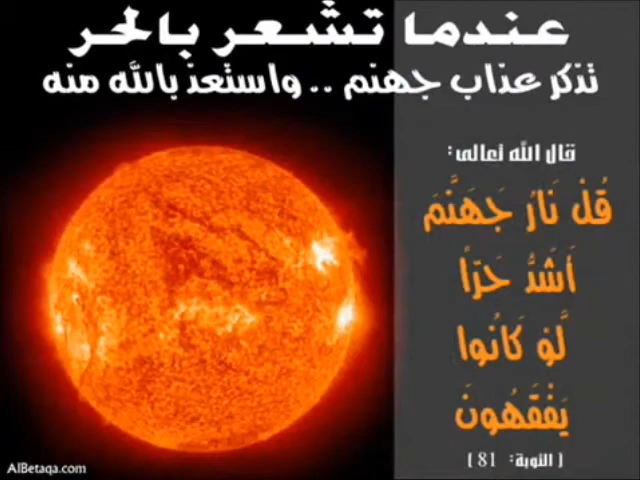 عندما تشعر بالحر
تذكر عذاب جهنم .. واستعذ بالله منه
قال الله تعالى:
قُلْ نَارُ جَهَنَّمَ
أَشَدُّ حَرًّا
لَّوْ كَانُوا
يَفْقَهُونَ
( التوبة: 81 )
AlBetaqa.com